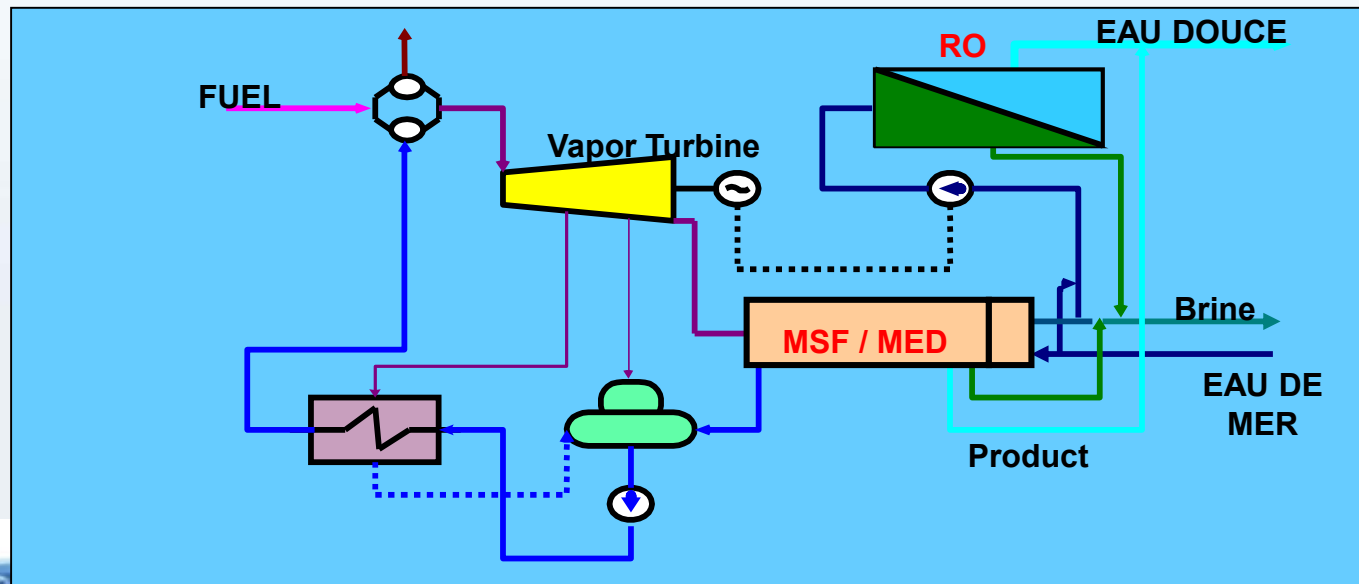 RO
EAU DOUCE
FUEL
Vapor Turbine
~
MSF / MED
Brine
EAU DE
MER
Product